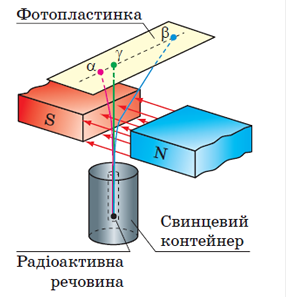 Фотопластинка
α
γ
β
S
N
Свинцевий
контейнер
Радіоактивна
речовина